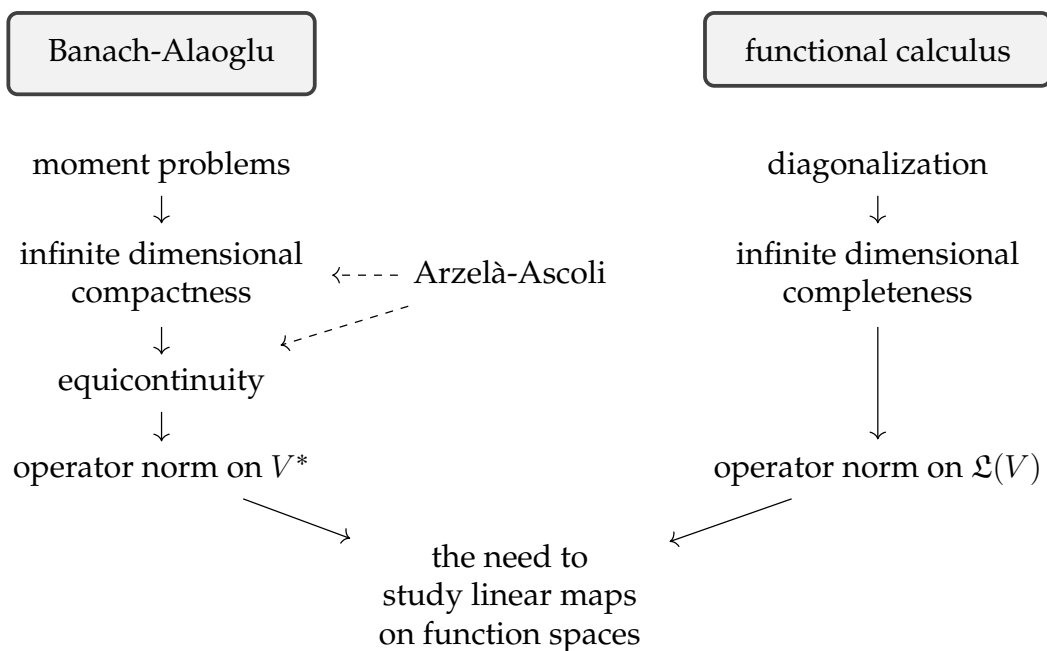 Banach-Alaoglu
functional calculus
moment problems
diagonalization
infinite dimensional
compactness
Arzelà-Ascoli
infinite dimensional
completeness
equicontinuity
operator norm on V*
operator norm on 𝔏(V)
the need to
study linear maps
on function spaces